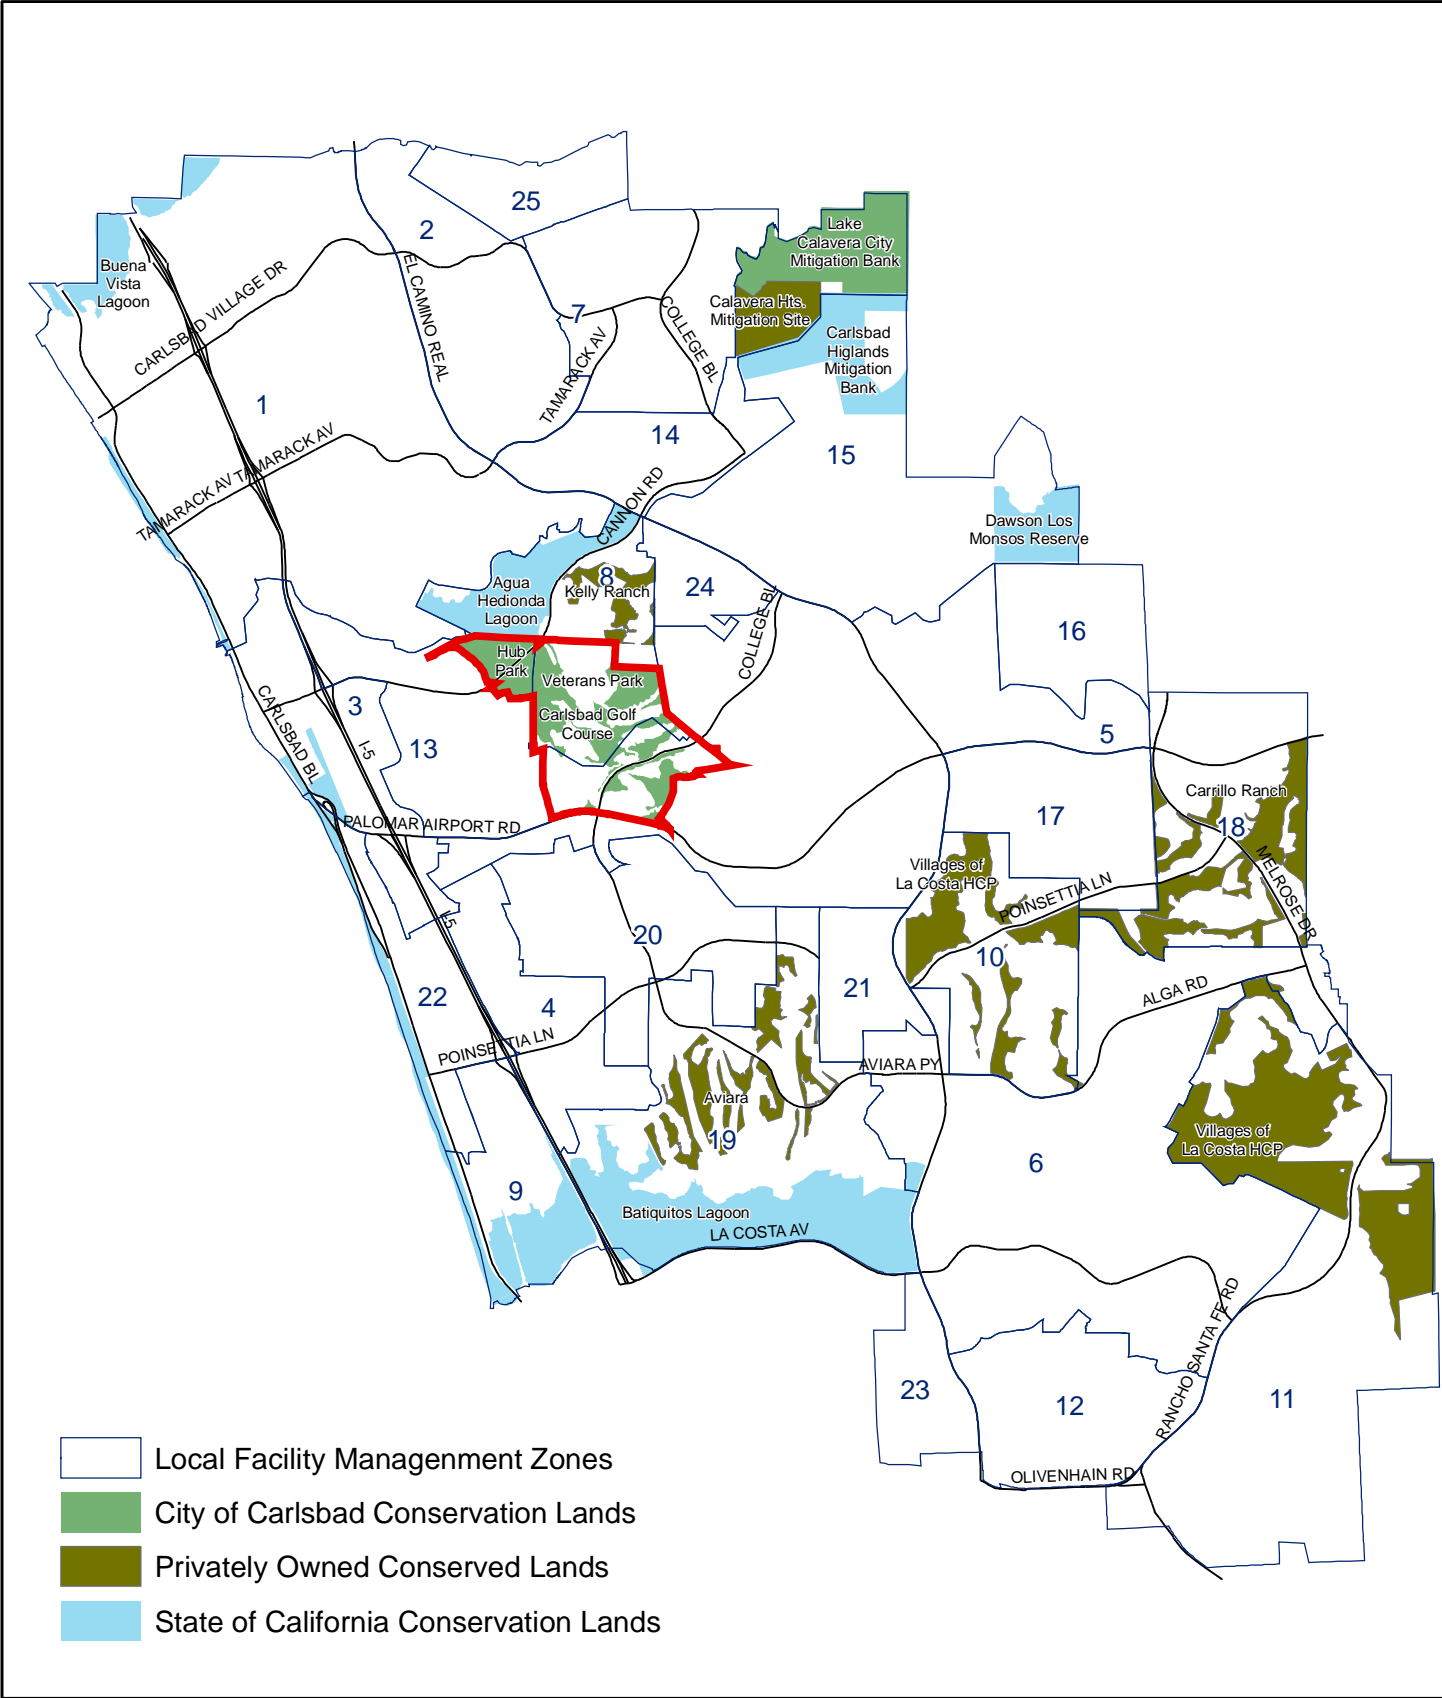 25
2
Lake
Calavera City
Mitigation Bank
Buena
Vista
Lagoon
CARLSBAD VILLAGE DR
EL CAMINO REAL
7
COLLEGE BL
Calavera Hts.
Mitigation Site
Carlsbad
Higlands
Mitigation
Bank
TAMARACK AV
1
14
15
TAMARACK AV
TAMARACK AV
CANNON RD
Dawson Los
Monsos Reserve
Agua
Hedionda
Lagoon
8
Kelly Ranch
24
COLLEGE BL
16
Hub
Park
Veterans Park
Carlsbad Golf
Course
CARLSBAD BL
3
I-5
13
5
PALOMAR AIRPORT RD
17
Carrillo Ranch
18
MELROSE DR
Villages of
La Costa HCP
POINSETTIA LN
I-5
20
10
21
22
4
ALGA RD
POINSETTIA LN
AVIARA PY
Aviara
19
Villages of
La Costa HCP
6
9
Batiquitos Lagoon
LA COSTA AV
RANCHO SANTA FE RD
23
12
11
OLIVENHAIN RD
Local Facility Managenment Zones
City of Carlsbad Conservation Lands
Privately Owned Conserved Lands
State of California Conservation Lands